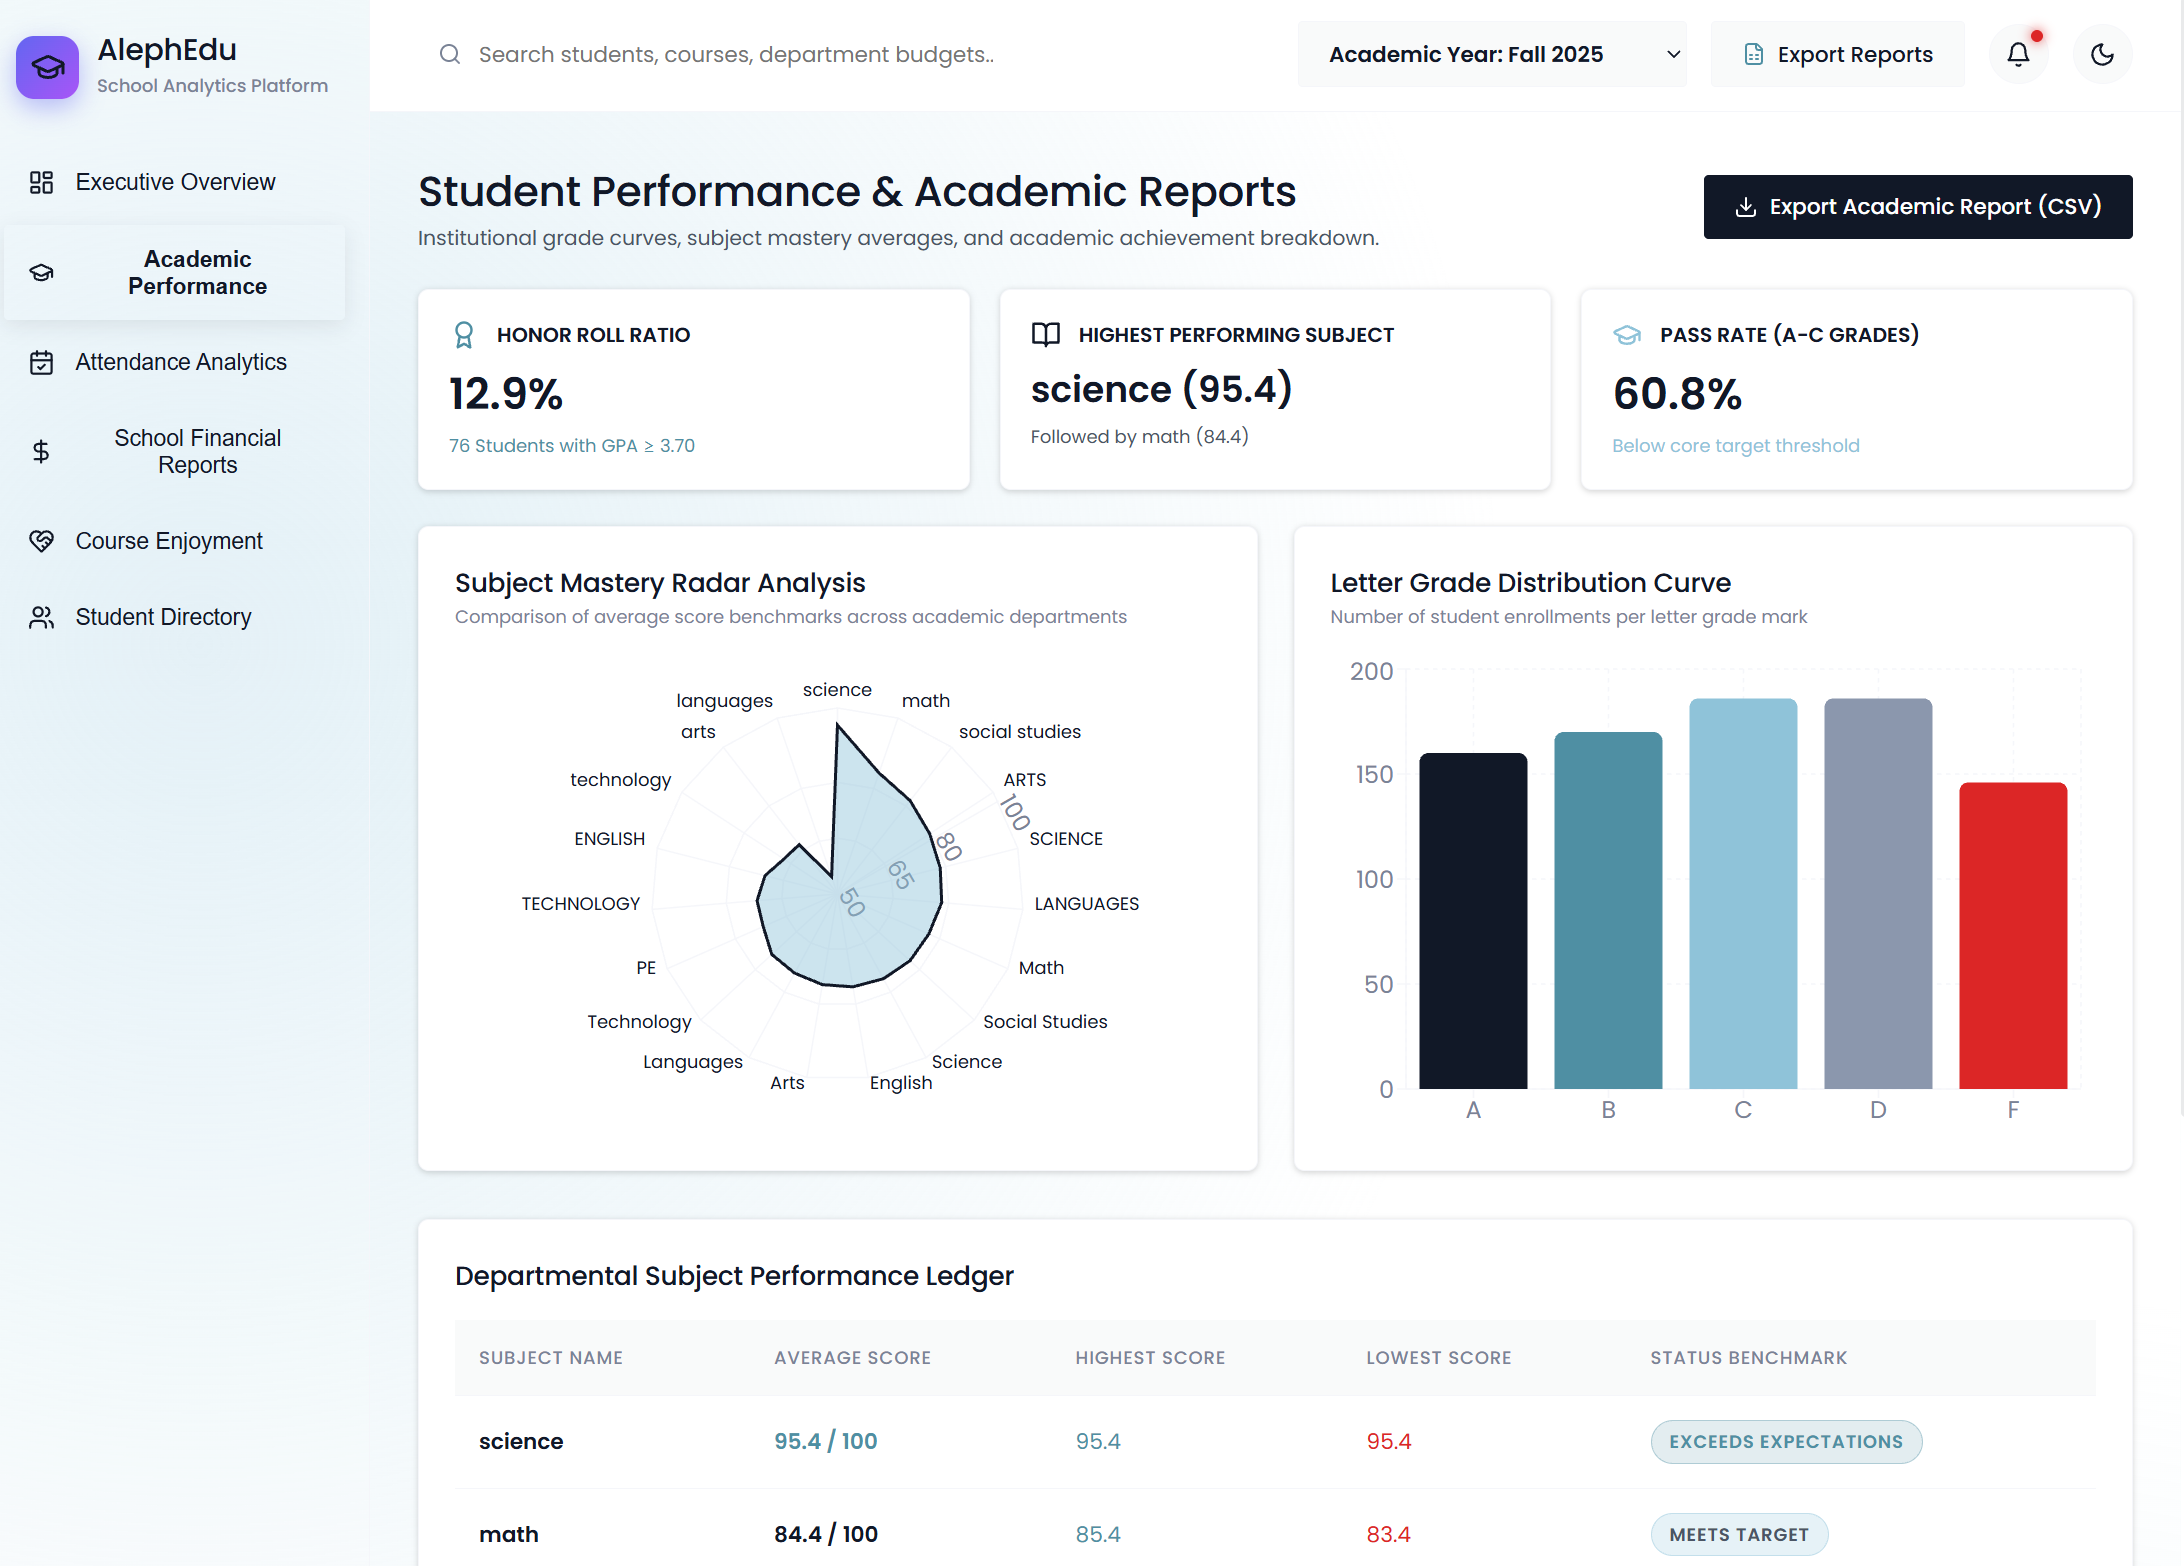 AlephEdu
School Analytics Platform
Executive Overview
Academic
Performance
Attendance Analytics
School Financial
Reports
Course Enjoyment
Student Directory
Search students, courses, department budgets..
Academic Year: Fall 2025
Export Reports
Student Performance & Academic Reports
Institutional grade curves, subject mastery averages, and academic achievement breakdown.
Export Academic Report (CSV)
HONOR ROLL RATIO
12.9%
76 Students with GPA ≥ 3.70
HIGHEST PERFORMING SUBJECT
science (95.4)
Followed by math (84.4)
PASS RATE (A-C GRADES)
60.8%
Below core target threshold
Subject Mastery Radar Analysis
Comparison of average score benchmarks across academic departments
science
math
social studies
ARTS
SCIENCE
LANGUAGES
Math
Social Studies
Science
English
Arts
Languages
Technology
PE
TECHNOLOGY
ENGLISH
technology
arts
languages
50
65
80
100
Letter Grade Distribution Curve
Number of student enrollments per letter grade mark
200
150
100
50
0
A
B
C
D
F
Departmental Subject Performance Ledger
SUBJECT NAME AVERAGE SCORE HIGHEST SCORE LOWEST SCORE STATUS BENCHMARK
science 95.4 / 100 95.4 95.4 EXCEEDS EXPECTATIONS
math 84.4 / 100 85.4 83.4 MEETS TARGET